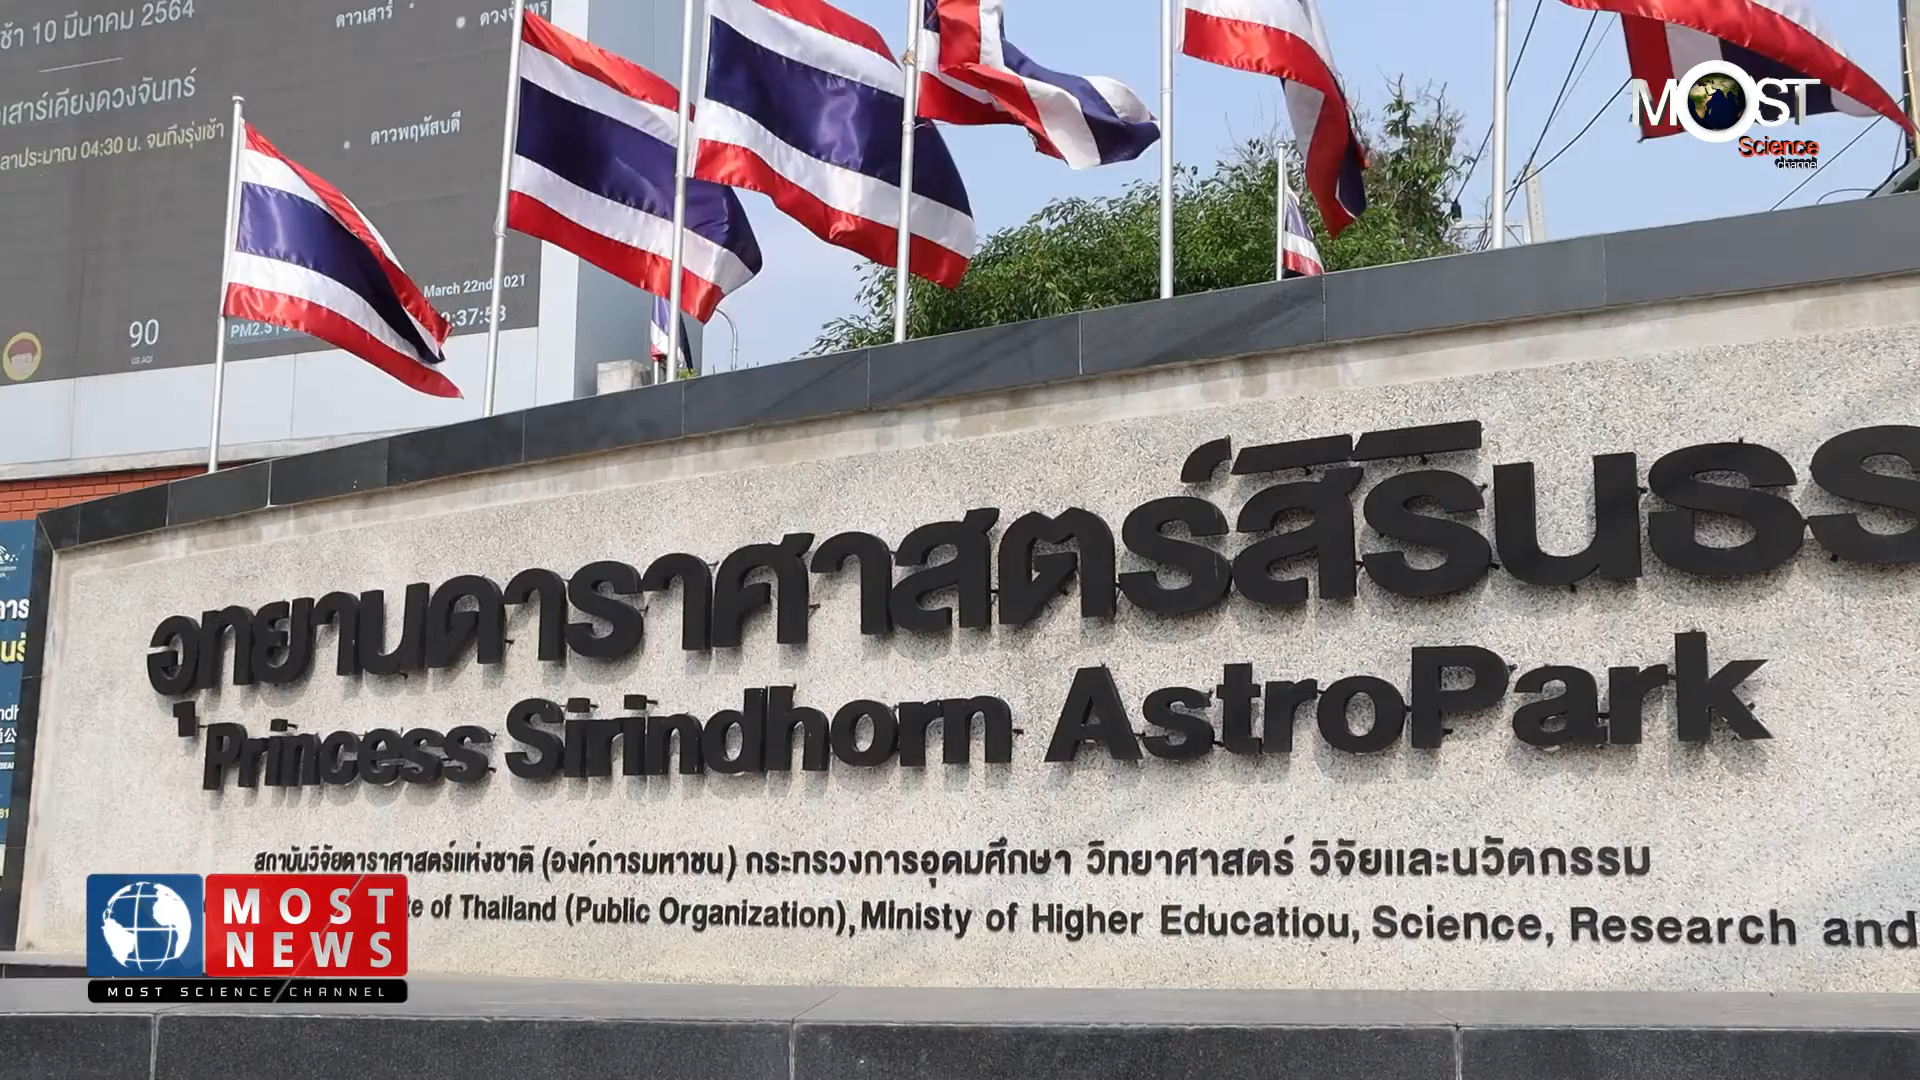 ช้า 10 มีนาคม 2564
ดาวเสาร์
เสาร์เคียงดวงจันทร์
ลาประมาณ 04:30 น. จนถึงรุ่งเช้า
ดาวพฤหัสบดี
March 22nd 2021
:37:53
90
US AQI
PM2.5
MOST
Science
channel
อุทยานดาราศาสตร์สิรินธร
Princess Sirindhorn AstroPark
สถาบันวิจัยดาราศาสตร์แห่งชาติ (องค์การมหาชน) กระทรวงการอุดมศึกษา วิทยาศาสตร์ วิจัยและนวัตกรรม
te of Thailand (Public Organization), Ministy of Higher Educatiou, Science, Research and
MOST
NEWS
MOST SCIENCE CHANNEL